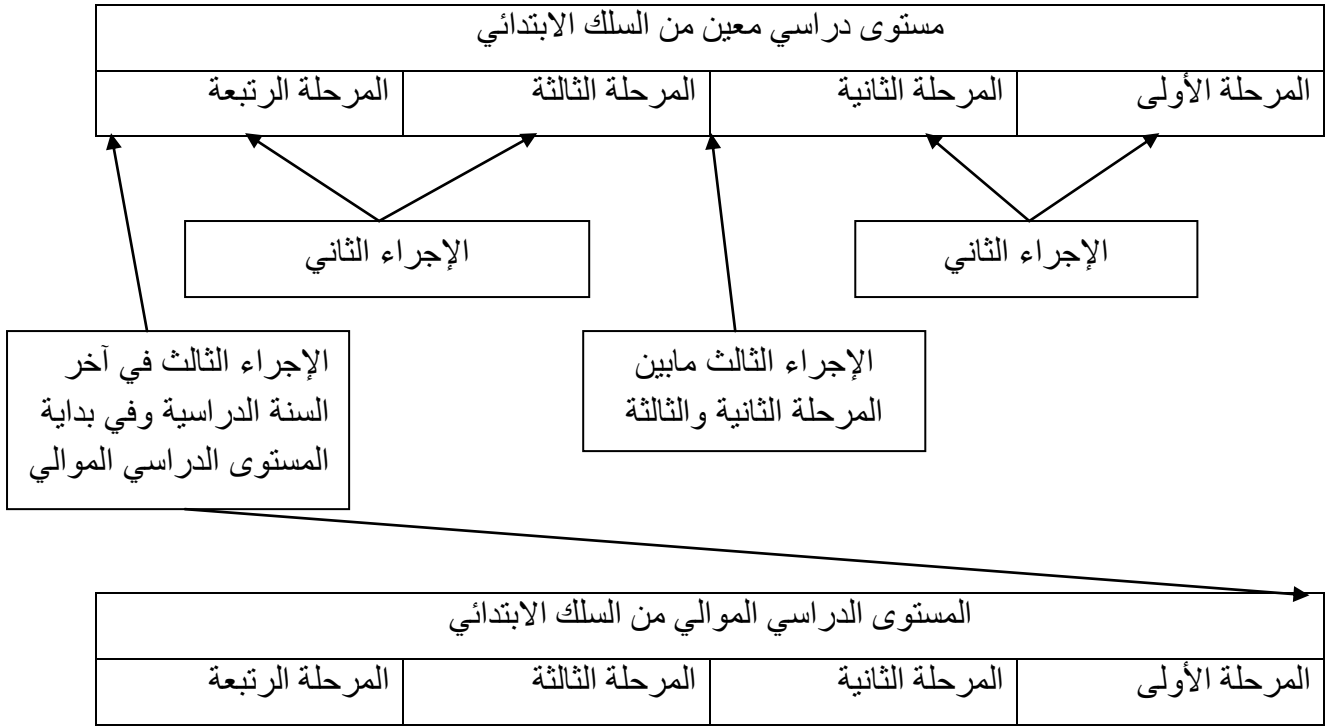 مستوى دراسي معين من السلك الابتدائي
المرحلة الأولى
المرحلة الثانية
المرحلة الثالثة
المرحلة الرتبعة
الإجراء الثاني
الإجراء الثاني
الإجراء الثالث مابين
المرحلة الثانية والثالثة
الإجراء الثالث في آخر
السنة الدراسية وفي بداية
المستوى الدراسي الموالي
المستوى الدراسي الموالي من السلك الابتدائي
المرحلة الأولى
المرحلة الثانية
المرحلة الثالثة
المرحلة الرتبعة